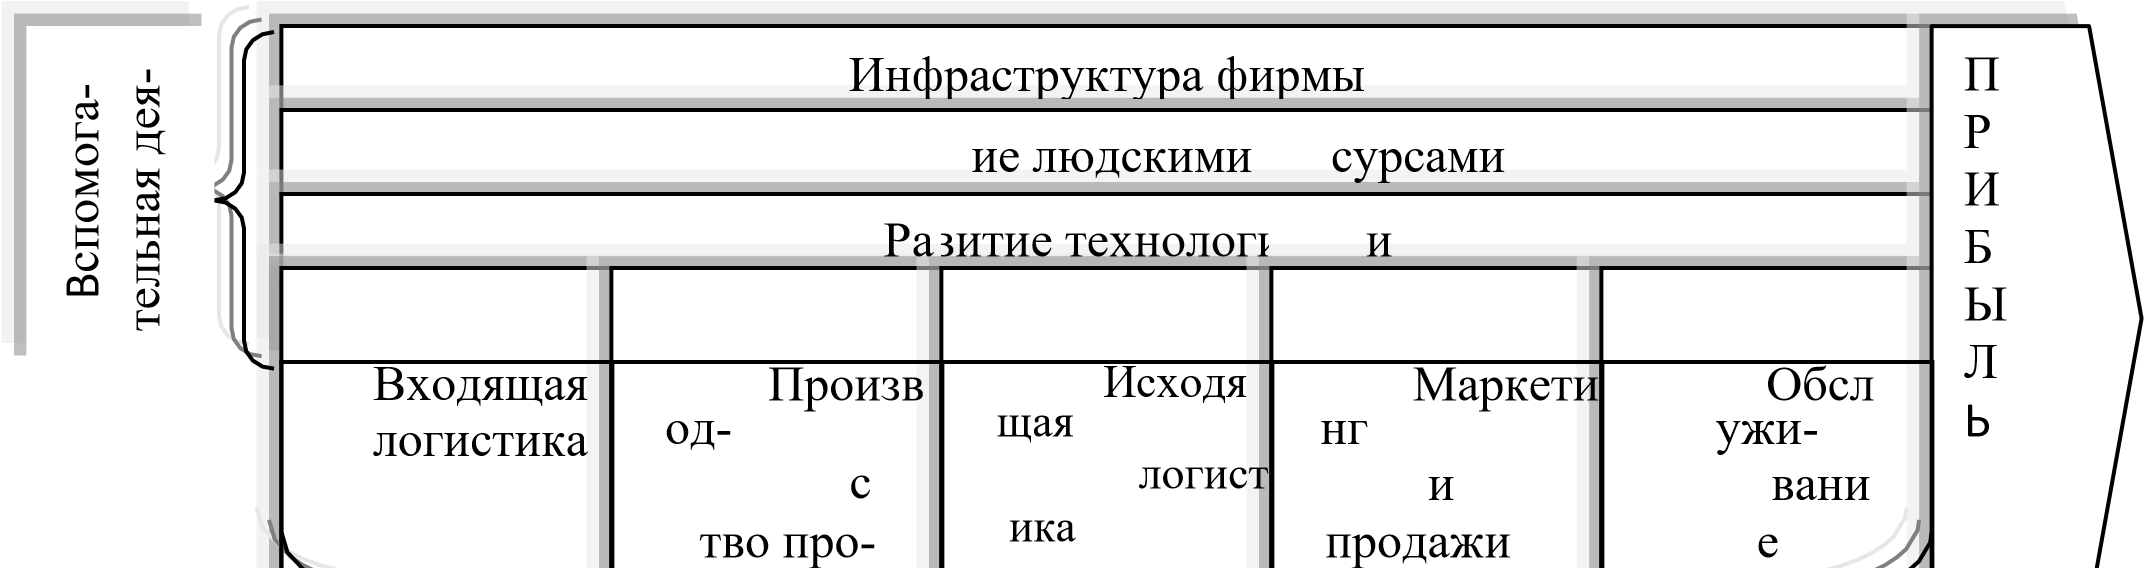 Вспомога-
тельная дея-
Инфраструктура фирмы
ие людскими сурсами
Развитие технологи и
П
Р
И
Б
Ы
Л
Ь
Входящая
логистика
Произв
од-
с
тво про-
Исходя
щая
логист
ика
Маркети
нг
и
продажи
Обсл
ужи-
вани
е